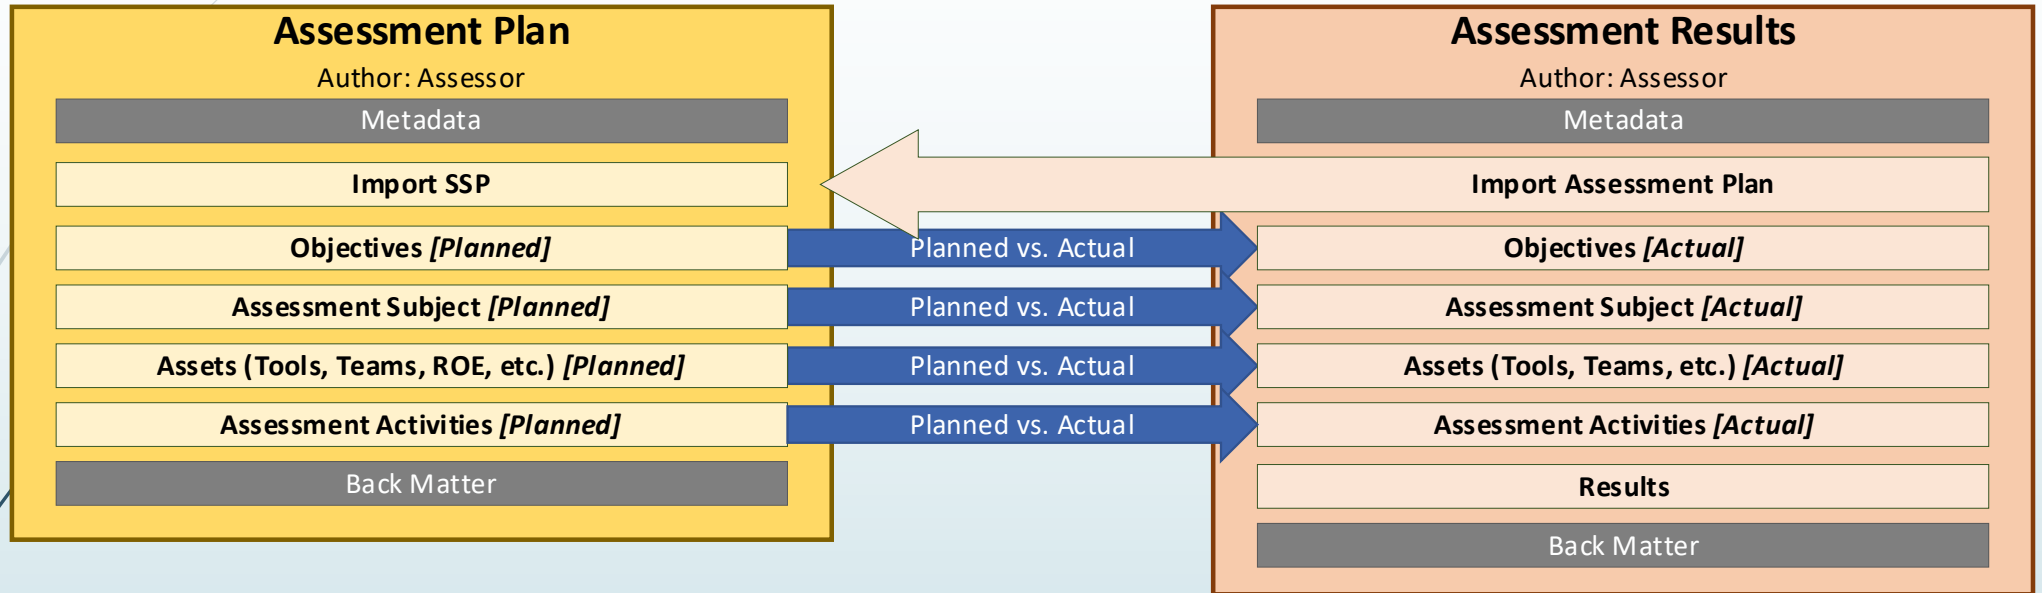 Assessment Plan
Author: Assessor
Metadata
Import SSP
Objectives [Planned]
Assessment Subject [Planned]
Assets (Tools, Teams, ROE, etc.) [Planned]
Assessment Activities [Planned]
Back Matter
Planned vs. Actual
Planned vs. Actual
Planned vs. Actual
Planned vs. Actual
Assessment Results
Author: Assessor
Metadata
Import Assessment Plan
Objectives [Actual]
Assessment Subject [Actual]
Assets (Tools, Teams, etc.) [Actual]
Assessment Activities [Actual]
Results
Back Matter